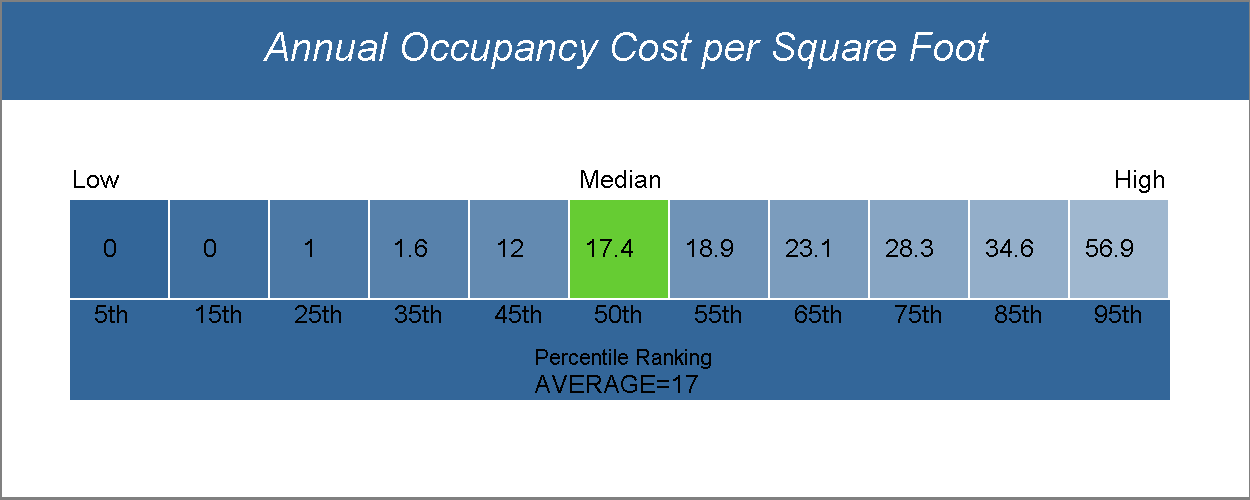 Annual Occupancy Cost per Square Foot
Low Median High
0 0 1 1.6 12 17.4 18.9 23.1 28.3 34.6 56.9
5th 15th 25th 35th 45th 50th 55th 65th 75th 85th 95th
Percentile Ranking
AVERAGE=17